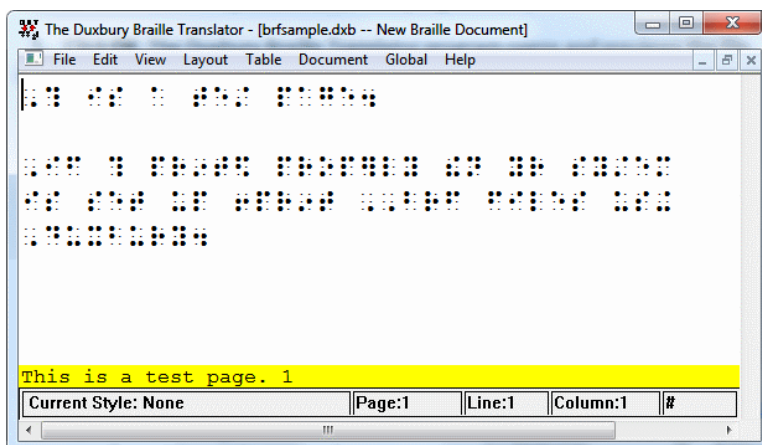 The Duxbury Braille Translator - [brfsample.dxb -- New Braille Document]
File Edit View Layout Table Document Global Help
⠠⠹ ⠊⠎ ⠁ ⠞⠑⠌ ⠏⠁⠛⠑⠲
⠠⠊⠋ ⠹ ⠏⠗⠔⠞⠫ ⠏⠗⠕⠏⠻⠇⠽ ⠮⠝ ⠽⠗ ⠎⠽⠌⠑⠍
⠊⠎ ⠎⠑⠞ ⠥⠏ ⠖⠏⠗⠔⠞ ⠠⠠⠃⠗⠋ ⠋⠊⠇⠑⠎ ⠥⠎⠬
⠠⠙⠥⠭⠃⠥⠗⠽⠲
This is a test page. 1
Current Style: None Page:1 Line:1 Column:1 #